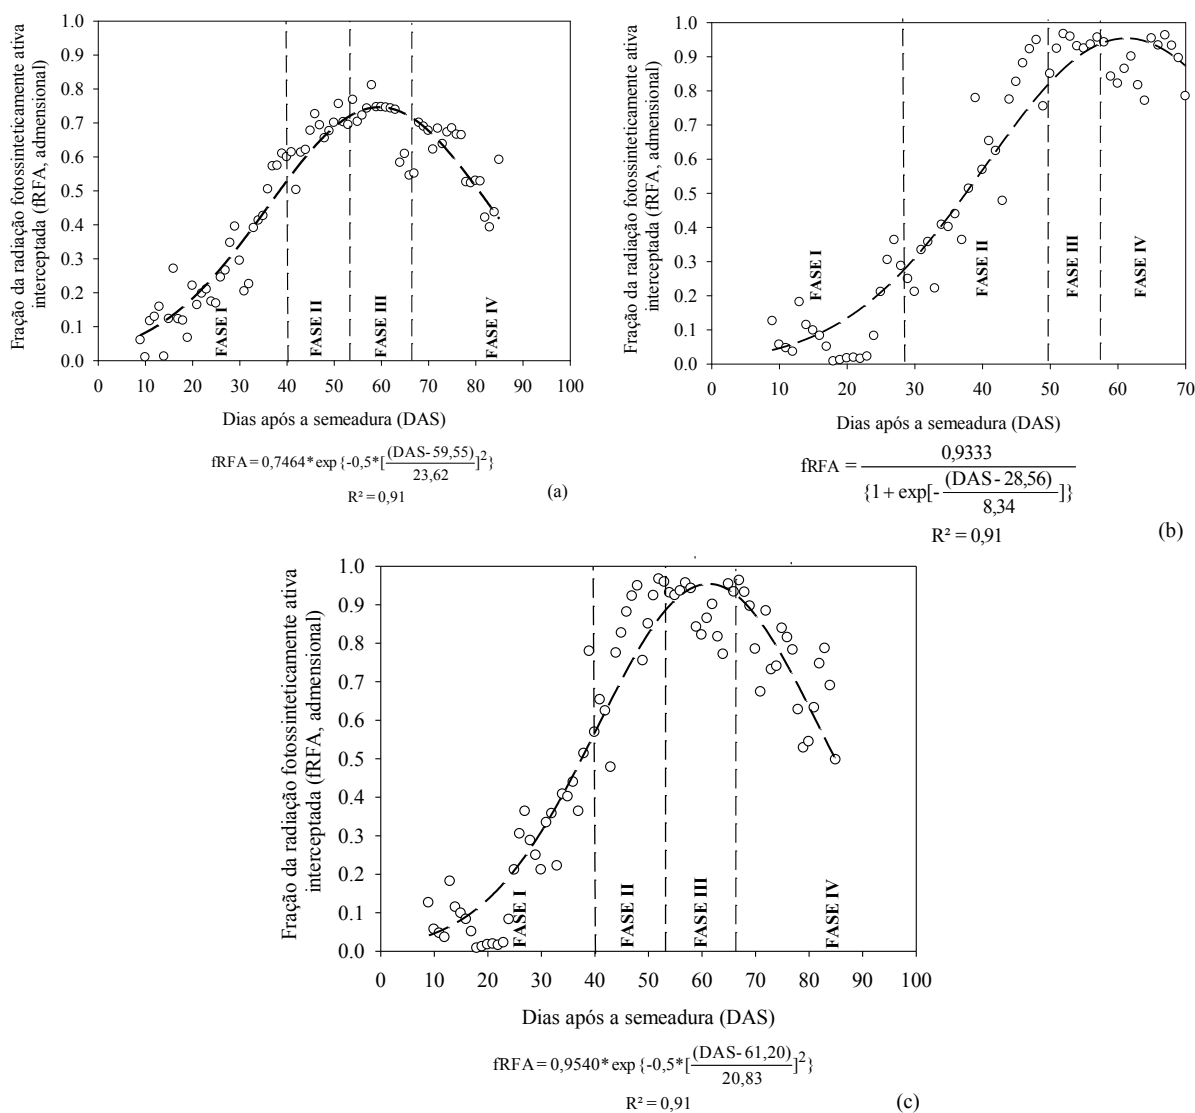 Fração da radiação fotossinteticamente ativa
interceptada (fRFA, admensional)
1.0
0.9
0.8
0.7
0.6
0.5
0.4
0.3
0.2
0.1
0.0
FASE I
FASE II
FASE III
FASE IV
0 10 20 30 40 50 60 70 80 90 100
Dias após a semeadura (DAS)
fRFA = 0,7464* exp {-0,5*[(DAS- 59,55)/23,62]²}
R² = 0,91
(a)
Fração da radiação fotossinteticamente ativa
interceptada (fRFA, admensional)
1.0
0.9
0.8
0.7
0.6
0.5
0.4
0.3
0.2
0.1
0.0
FASE I
FASE II
FASE III
FASE IV
0 10 20 30 40 50 60 70
Dias após a semeadura (DAS)
fRFA = 0,9333/{1 + exp[-(DAS - 28,56)/8,34]}
R² = 0,91
(b)
Fração da radiação fotossinteticamente ativa
interceptada (fRFA, admensional)
1.0
0.9
0.8
0.7
0.6
0.5
0.4
0.3
0.2
0.1
0.0
FASE I
FASE II
FASE III
FASE IV
0 10 20 30 40 50 60 70 80 90 100
Dias após a semeadura (DAS)
fRFA = 0,9540* exp {-0,5*[(DAS- 61,20)/20,83]²}
R² = 0,91
(c)